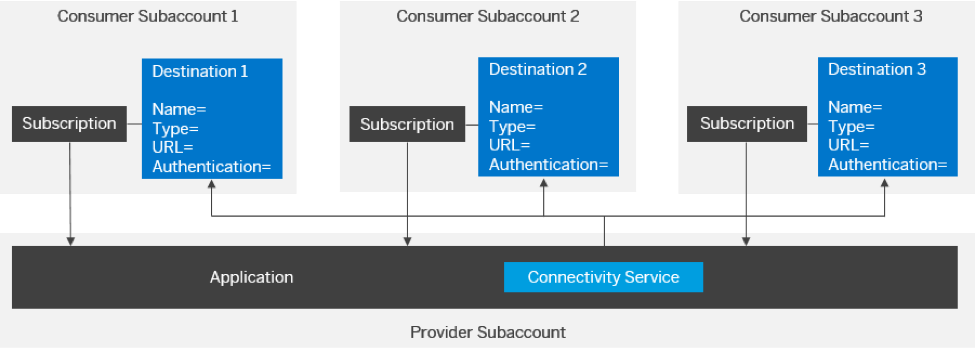 Consumer Subaccount 1
Consumer Subaccount 2
Consumer Subaccount 3
Destination 1
Name=
Type=
URL=
Authentication=
Subscription
Destination 2
Name=
Type=
URL=
Authentication=
Subscription
Destination 3
Name=
Type=
URL=
Authentication=
Subscription
Application
Connectivity Service
Provider Subaccount